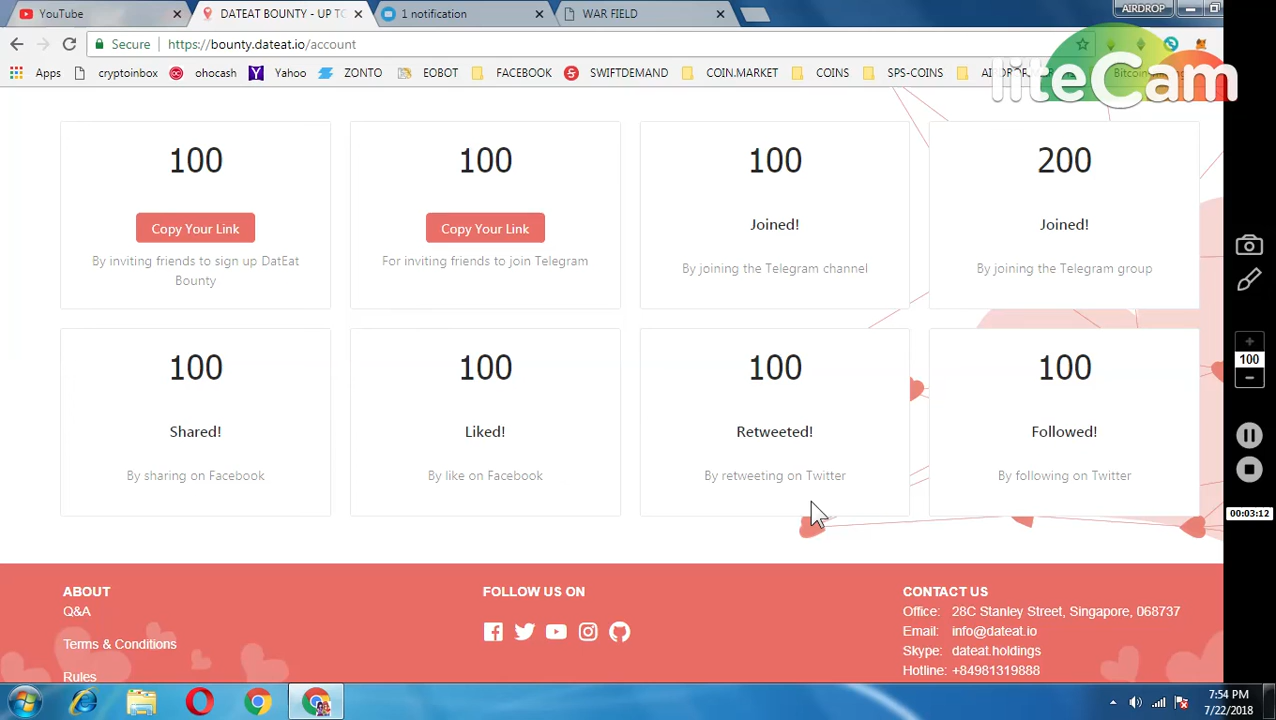 YouTube
DATEAT BOUNTY - UP TO
1 notification
WAR FIELD
AIRDROP
Secure
https://bounty.dateat.io/account
Apps
cryptoinbox
ohocash
Yahoo
EOBOT
FACEBOOK
SWIFTDEMAND
COIN.MARKET
COINS
SPS-COINS
liteCam
100
100
100
200
Copy Your Link
Copy Your Link
Joined!
Joined!
By inviting friends to sign up DatEat
Bounty
For inviting friends to join Telegram
By joining the Telegram channel
By joining the Telegram group
100
100
100
100
Shared!
Liked!
Retweeted!
Followed!
By sharing on Facebook
By like on Facebook
By retweeting on Twitter
By following on Twitter
100
00:03:12
ABOUT
Q&A
Terms & Conditions
Rules
FOLLOW US ON
CONTACT US
Office: 28C Stanley Street, Singapore, 068737
Email: info@dateat.io
Skype: dateat.holdings
Hotline: +84981319888
7:54 PM
7/22/2018